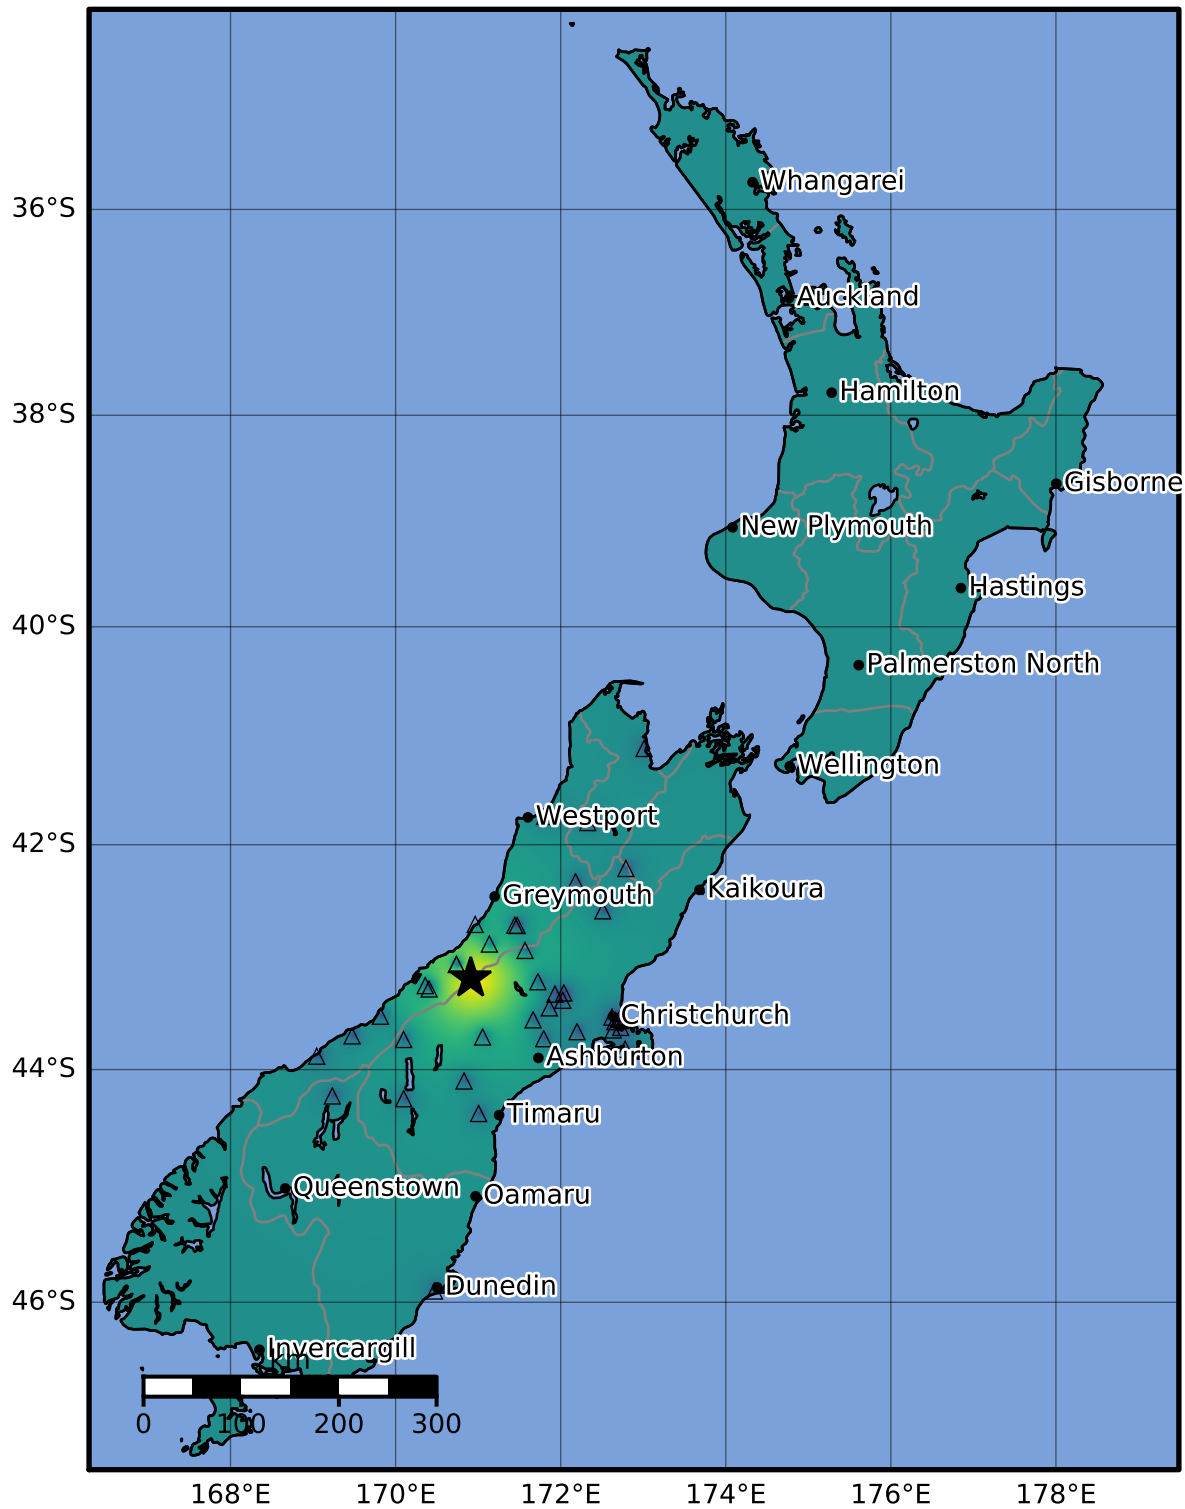 Whangarei
36°S
Auckland
Hamilton
38°S
Gisborne
New Plymouth
Hastings
40°S
Palmerston North
Wellington
Westport
42°S
Kaikoura
Greymouth
Christchurch
Ashburton
44°S
Timaru
Queenstown
Oamaru
Dunedin
46°S
Invercargill
km
0 100 200 300
168°E 170°E 172°E 174°E 176°E 178°E